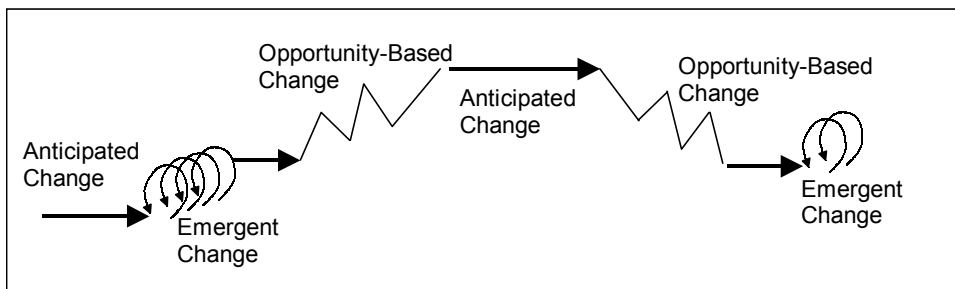 Anticipated
Change
Emergent
Change
Opportunity-Based
Change
Anticipated
Change
Opportunity-Based
Change
Emergent
Change